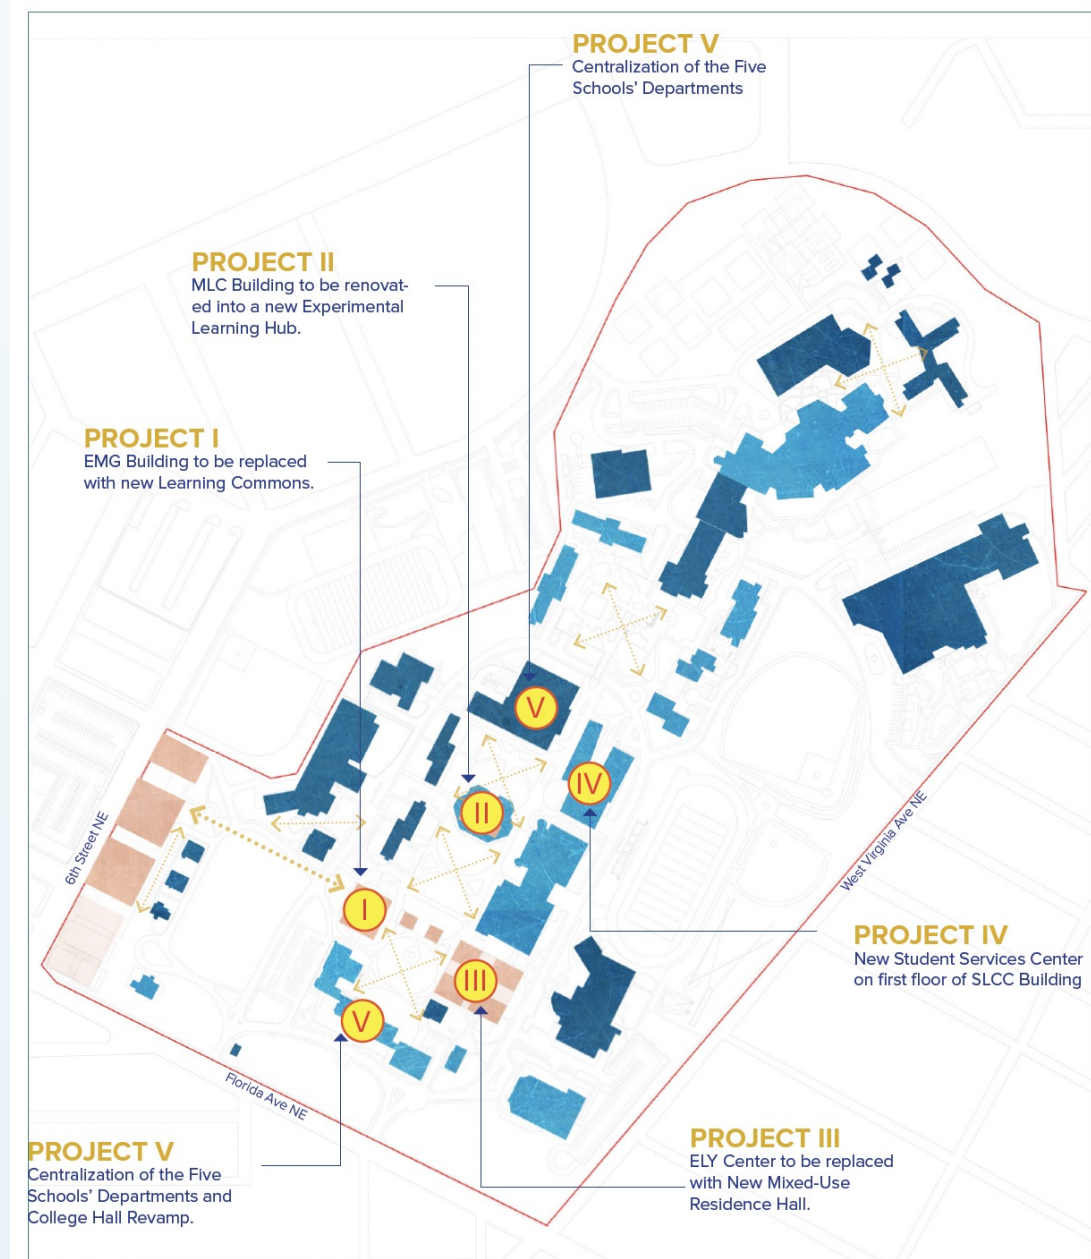 PROJECT V
Centralization of the Five
Schools’ Departments
PROJECT II
MLC Building to be renovat-
ed into a new Experimental
Learning Hub.
PROJECT I
EMG Building to be replaced
with new Learning Commons.
V
IV
II
I
III
V
6th Street NE
West Virginia Ave NE
Florida Ave NE
PROJECT IV
New Student Services Center
on first floor of SLCC Building
PROJECT III
ELY Center to be replaced
with New Mixed-Use
Residence Hall.
PROJECT V
Centralization of the Five
Schools’ Departments and
College Hall Revamp.